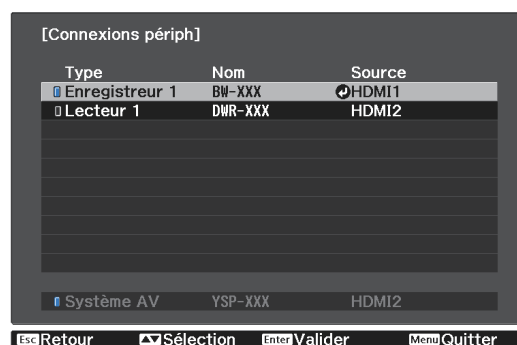 [Connexions périph]
Type Nom Source
Enregistreur 1 BW-XXX HDMI1
Lecteur 1 DWR-XXX HDMI2
Système AV YSP-XXX HDMI2
Esc Retour Sélection Enter Valider Menu Quitter